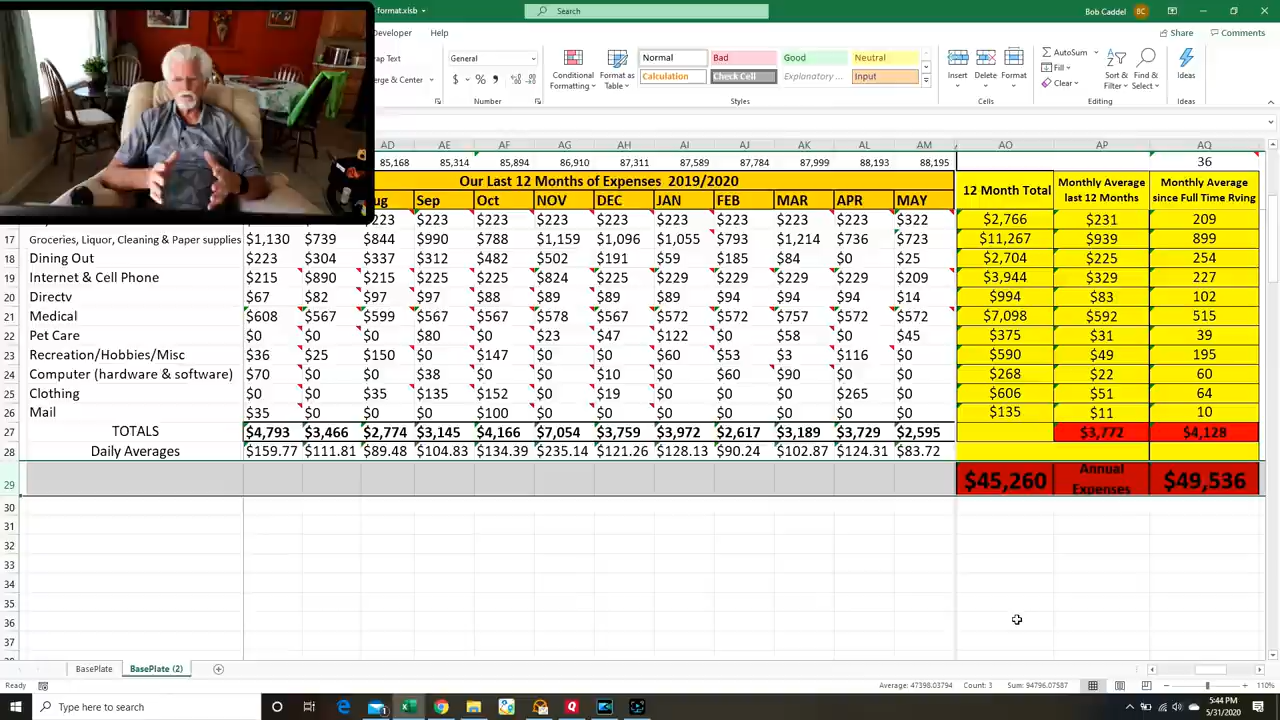 format.xlsb
Search
Bob Caddel BC
Developer Help
Share Comments
Wrap Text
Merge & Center
General
$ % 9
Conditional Formatting
Format as Table
Normal Bad Good Neutral
Calculation Check Cell Explanatory... Input
Insert Delete Format
AutoSum
Fill
Clear
Sort & Filter
Find & Select
Ideas
Number Styles Cells Editing Ideas
AD AE AF AG AH AI AJ AK AL AM AO AP AQ
85,168 85,314 85,894 86,910 87,311 87,589 87,784 87,999 88,193 88,195 36
Our Last 12 Months of Expenses 2019/2020
12 Month Total
Monthly Average last 12 Months
Monthly Average since Full Time Rving
Sep Oct NOV DEC JAN FEB MAR APR MAY
$223 $223 $223 $223 $223 $223 $223 $223 $223 $322 $2,766 $231 209
17 Groceries, Liquor, Cleaning & Paper supplies $1,130 $739 $844 $990 $788 $1,159 $1,096 $1,055 $793 $1,214 $736 $723 $11,267 $939 899
18 Dining Out $223 $304 $337 $312 $482 $502 $191 $59 $185 $84 $0 $25 $2,704 $225 254
19 Internet & Cell Phone $215 $890 $215 $225 $225 $824 $225 $229 $229 $229 $229 $209 $3,944 $329 227
20 Directv $67 $82 $97 $97 $88 $89 $89 $89 $94 $94 $94 $14 $994 $83 102
21 Medical $608 $567 $599 $567 $567 $578 $567 $572 $572 $757 $572 $572 $7,098 $592 515
22 Pet Care $0 $0 $0 $80 $0 $23 $47 $122 $0 $58 $0 $45 $375 $31 39
23 Recreation/Hobbies/Misc $36 $25 $150 $0 $147 $0 $0 $60 $53 $3 $116 $0 $590 $49 195
24 Computer (hardware & software) $70 $0 $0 $38 $0 $0 $10 $0 $60 $90 $0 $0 $268 $22 60
25 Clothing $0 $0 $35 $135 $152 $0 $19 $0 $0 $0 $265 $0 $606 $51 64
26 Mail $35 $0 $0 $0 $100 $0 $0 $0 $0 $0 $0 $0 $135 $11 10
27 TOTALS $4,793 $3,466 $2,774 $3,145 $4,166 $7,054 $3,759 $3,972 $2,617 $3,189 $3,729 $2,595 $3,772 $4,128
28 Daily Averages $159.77 $111.81 $89.48 $104.83 $134.39 $235.14 $121.26 $128.13 $90.24 $102.87 $124.31 $83.72
29 $45,260 Annual Expenses $49,536
30
31
32
33
34
35
36
37
BasePlate BasePlate (2)
Ready Average: 47398.03794 Count: 3 Sum: 94796.07587 110%
Type here to search
5:44 PM
5/31/2020